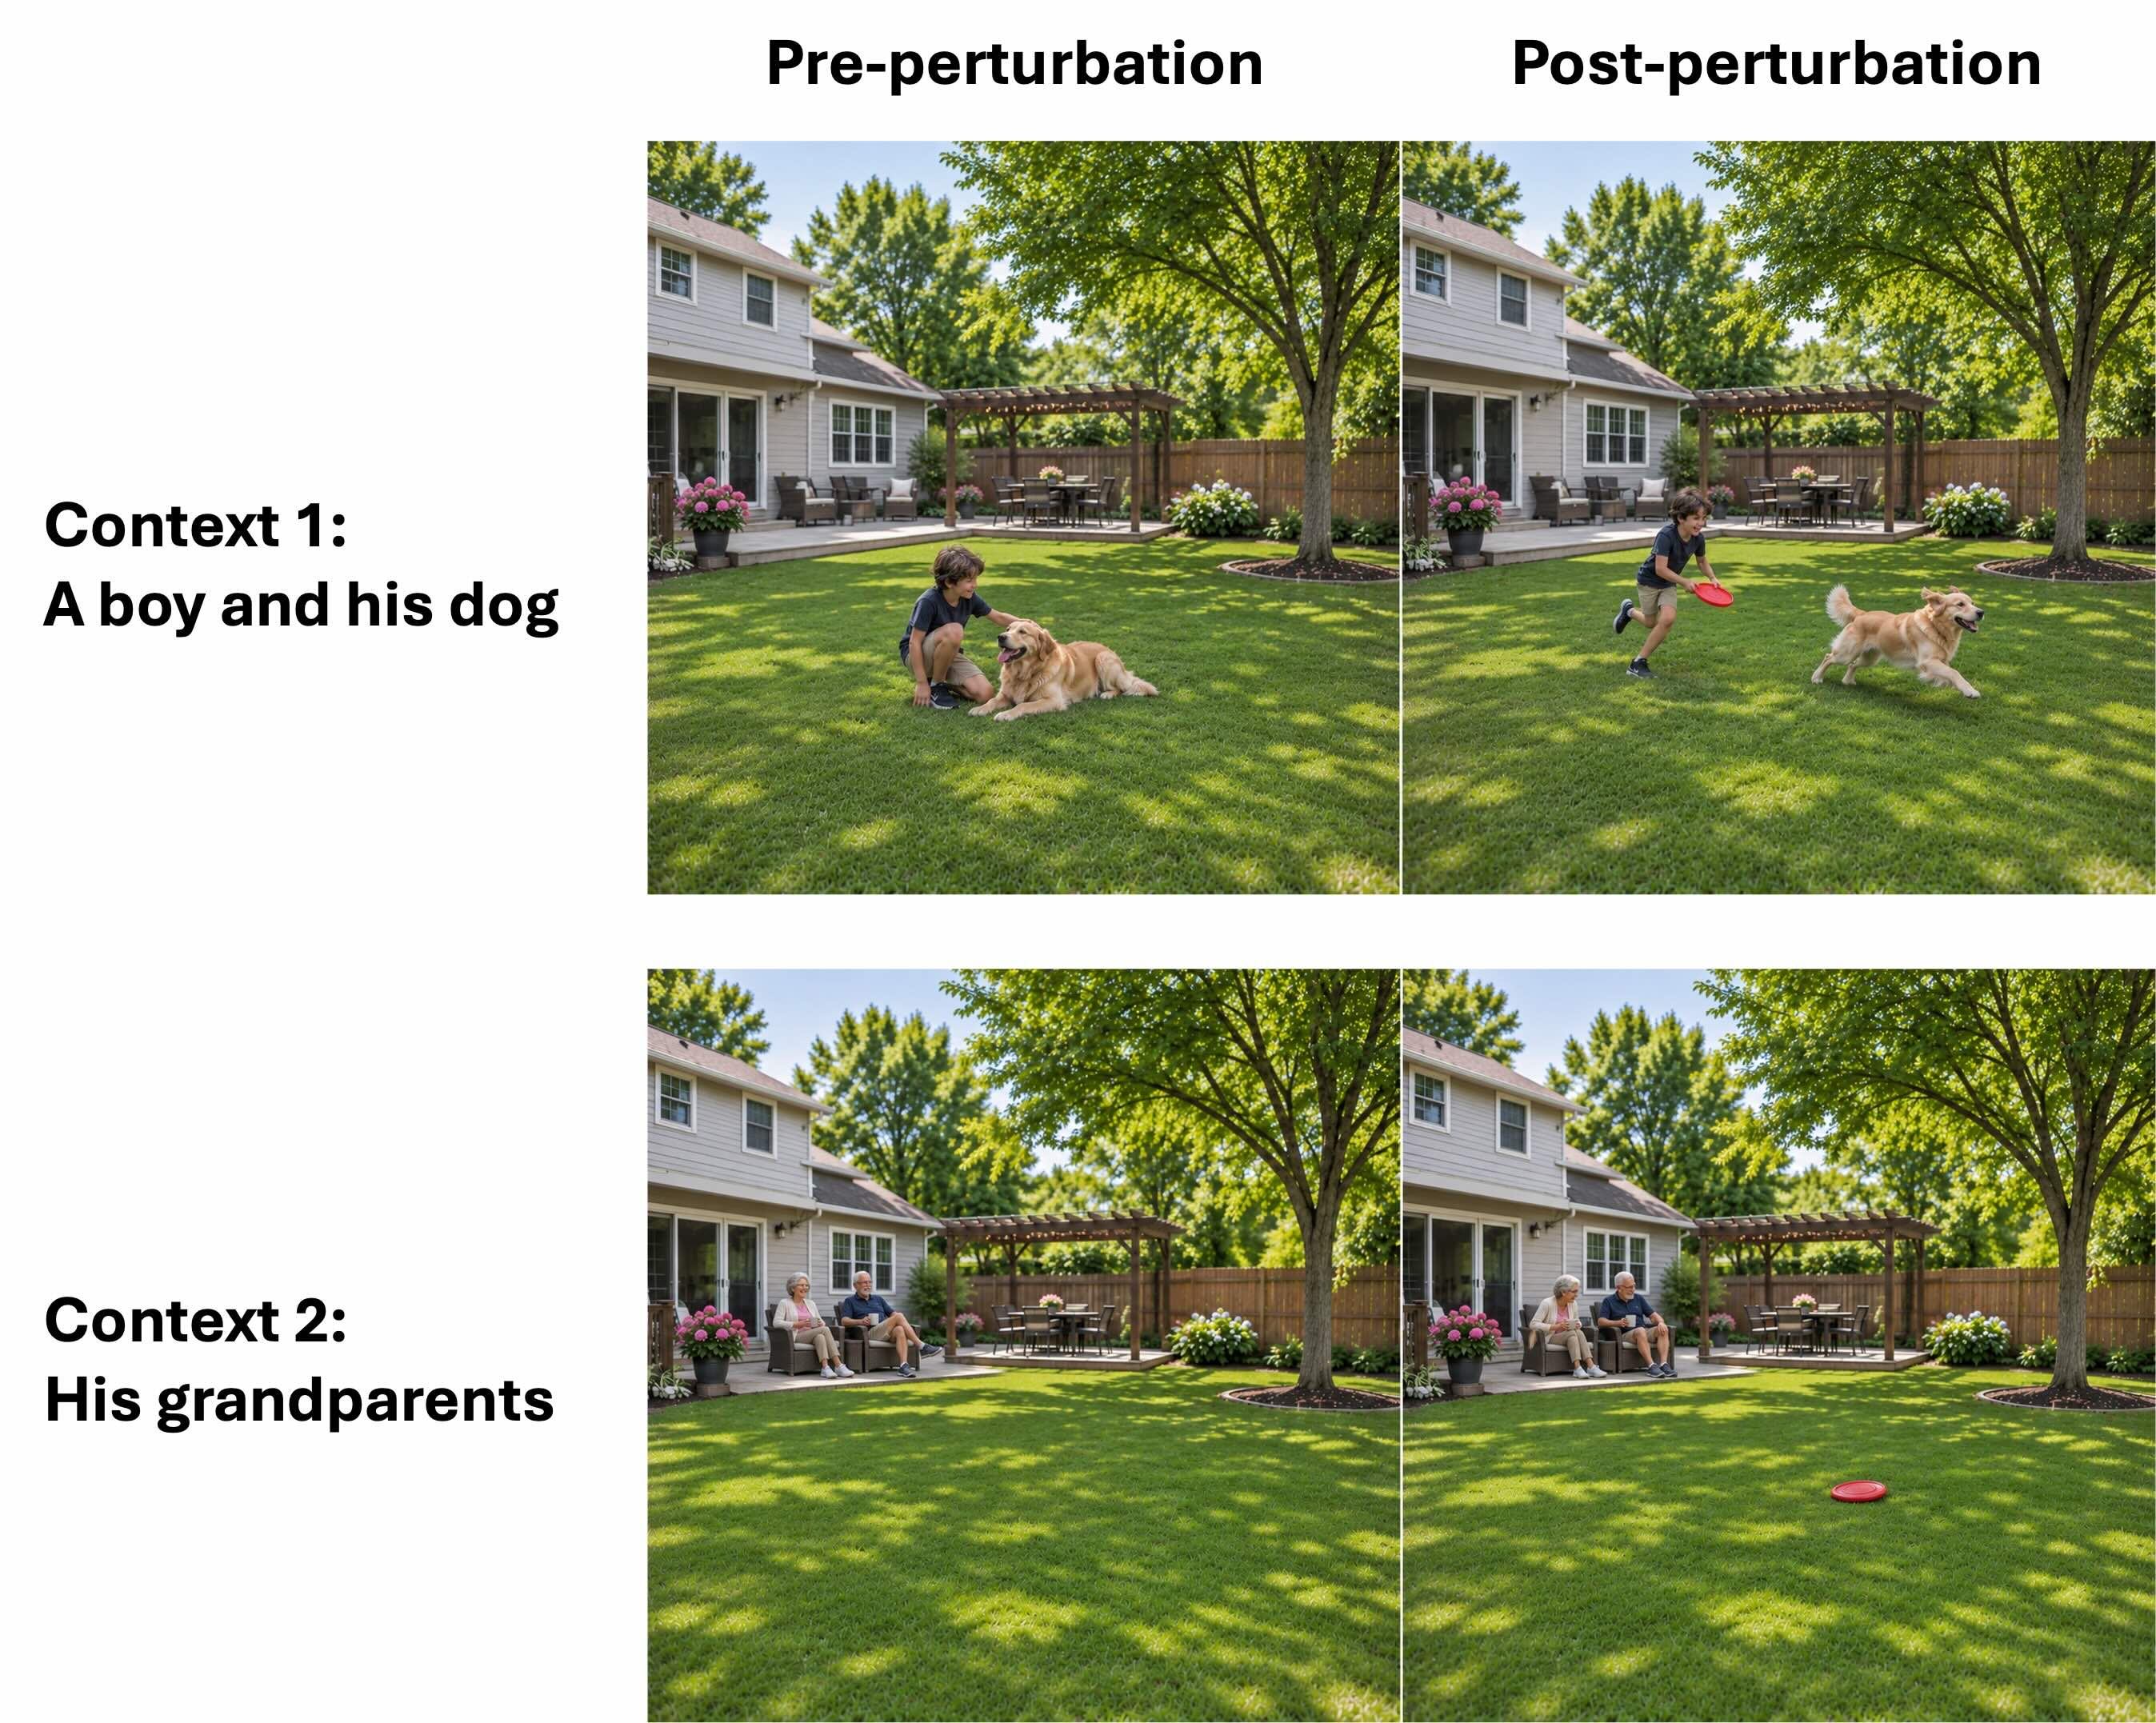 Pre-perturbation
Post-perturbation
Context 1:
A boy and his dog
Context 2:
His grandparents